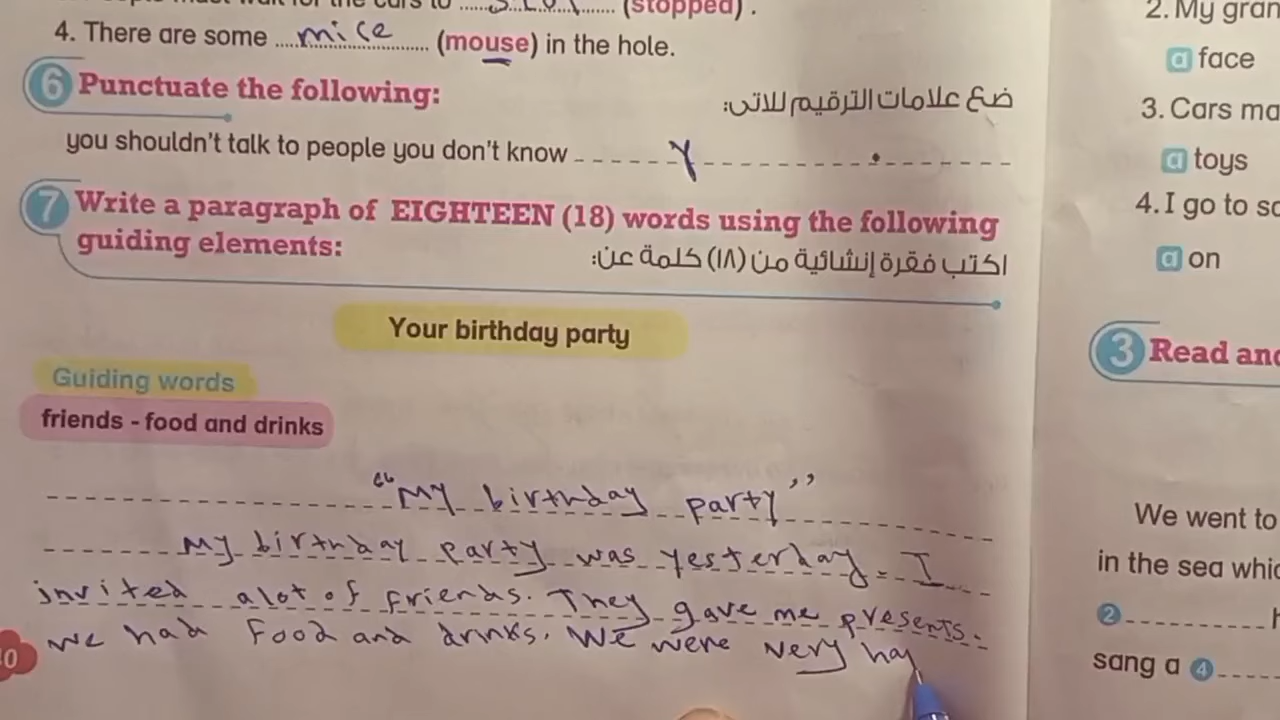 (stopped).
4. There are some mice (mouse) in the hole.
6 Punctuate the following:
ضع علامات الترقيم للاتى:
you shouldn't talk to people you don't know Y .
7 Write a paragraph of EIGHTEEN (18) words using the following
guiding elements:
اكتب فقرة إنشائية من (١٨) كلمة عن:
Your birthday party
Guiding words
friends - food and drinks
"My birthday party"
My birthday party was yesterday. I
invited alot of friends. They gave me presents.
We had food and drinks. We were very hap
2. My gran
a face
3. Cars ma
a toys
4. I go to sc
a on
3 Read and
We went to
in the sea whic
2
sang a 4